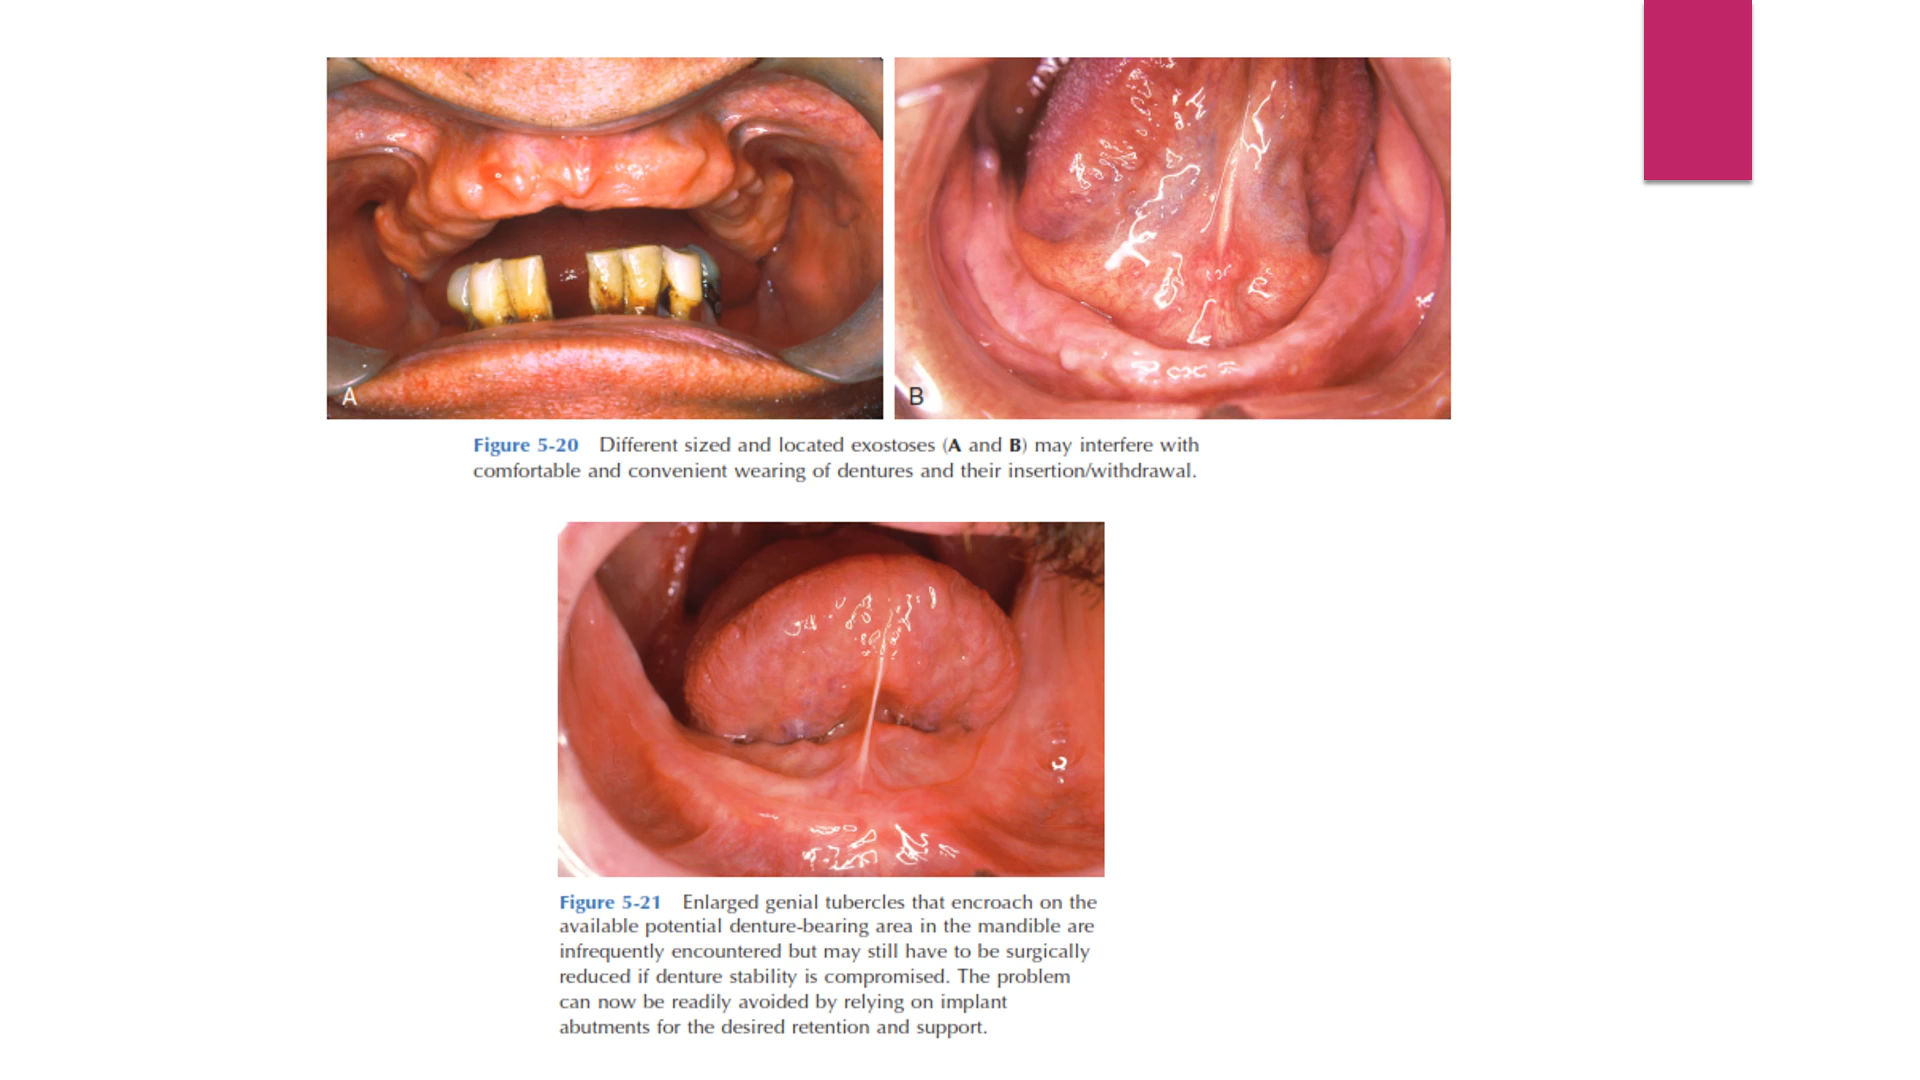 A
B
Figure 5-20 Different sized and located exostoses (A and B) may interfere with
comfortable and convenient wearing of dentures and their insertion/withdrawal.
Figure 5-21 Enlarged genial tubercles that encroach on the
available potential denture-bearing area in the mandible are
infrequently encountered but may still have to be surgically
reduced if denture stability is compromised. The problem
can now be readily avoided by relying on implant
abutments for the desired retention and support.